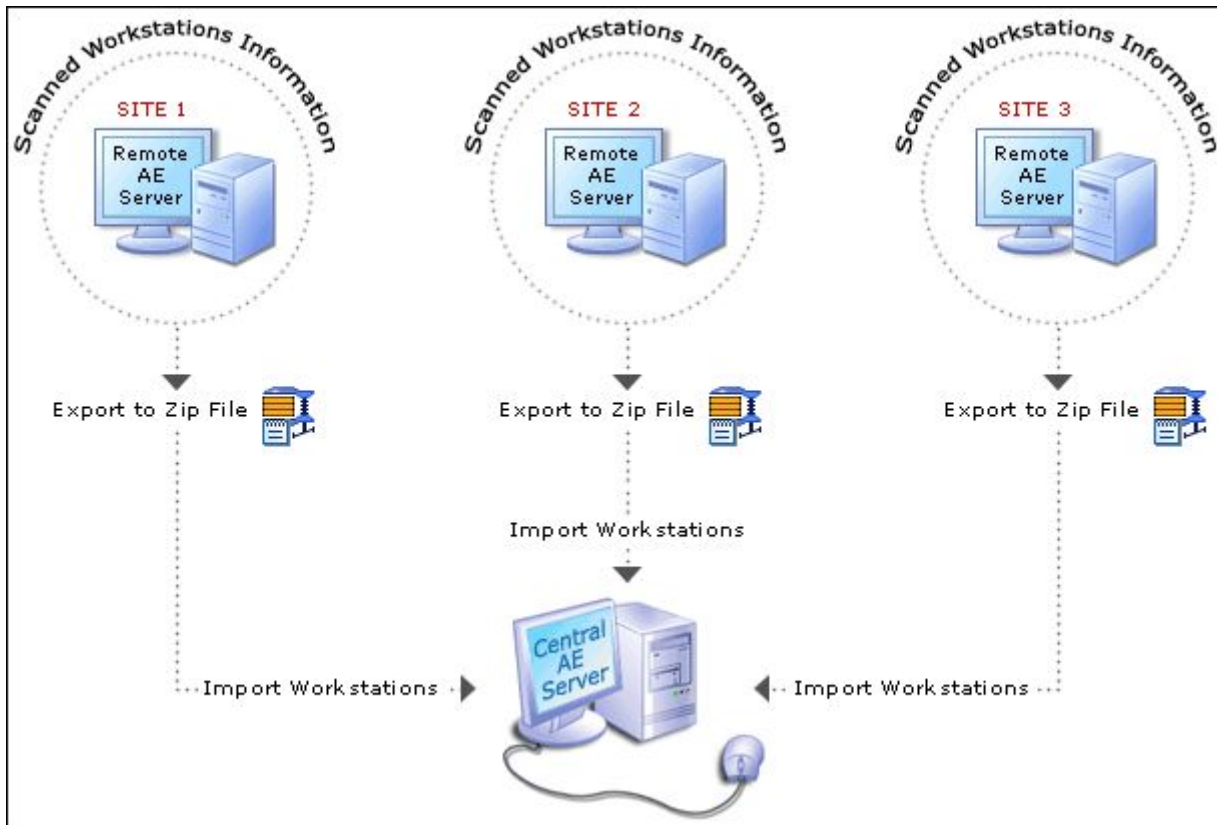 Scanned Workstations Information
SITE 1
Remote
AE
Server
Export to Zip File
Scanned Workstations Information
SITE 2
Remote
AE
Server
Export to Zip File
Scanned Workstations Information
SITE 3
Remote
AE
Server
Export to Zip File
Import Workstations
Central
AE
Server
Import Workstations
Import Workstations